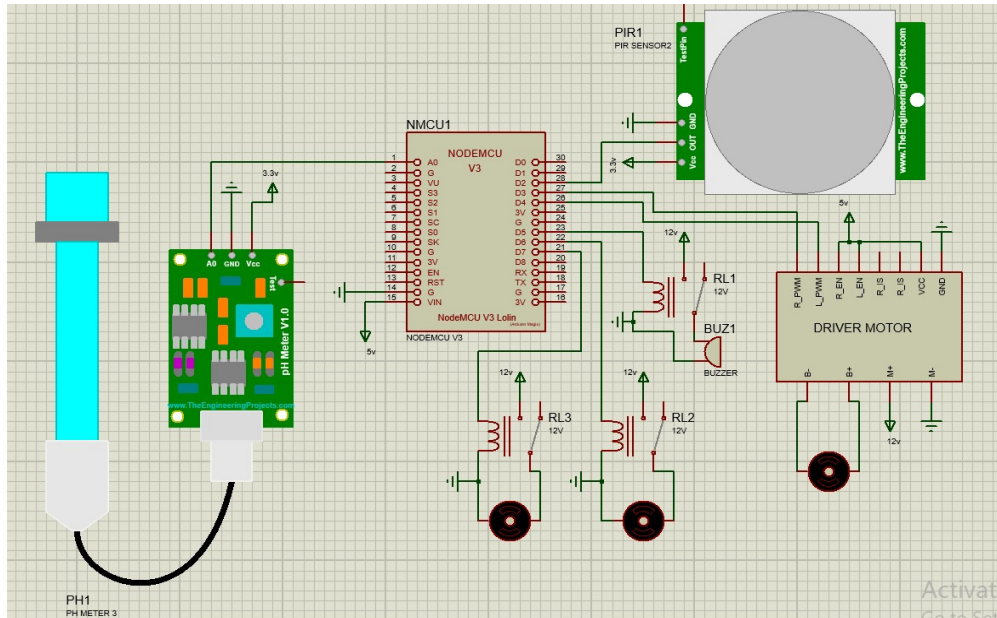 PIR1
PIR SENSOR2
TestPin
GND
OUT
Vcc
www.TheEngineeringProjects.com
3.3v
NMCU1
NODEMCU
V3
1 A0
2 G
3 VU
4 S3
5 S2
6 S1
7 SC
8 S0
9 SK
10 G
11 3V
12 EN
13 RST
14 G
15 VIN
D0 30
D1 29
D2 28
D3 27
D4 26
3V 25
G 24
D5 23
D6 22
D7 21
D8 20
RX 19
TX 18
G 17
3V 16
NodeMCU V3 Lolin
NODEMCU V3
3.3v
A0 GND Vcc
Test
pH Meter V1.0
www.TheEngineeringProjects.com
5v
12v
RL1
12V
BUZ1
BUZZER
5v
R_PWM
L_PWM
R_EN
L_EN
R_IS
R_IS
VCC
GND
DRIVER MOTOR
B-
B+
M+
M-
12v
12v
RL3
12V
12v
RL2
12V
PH1
PH METER 3
Activat